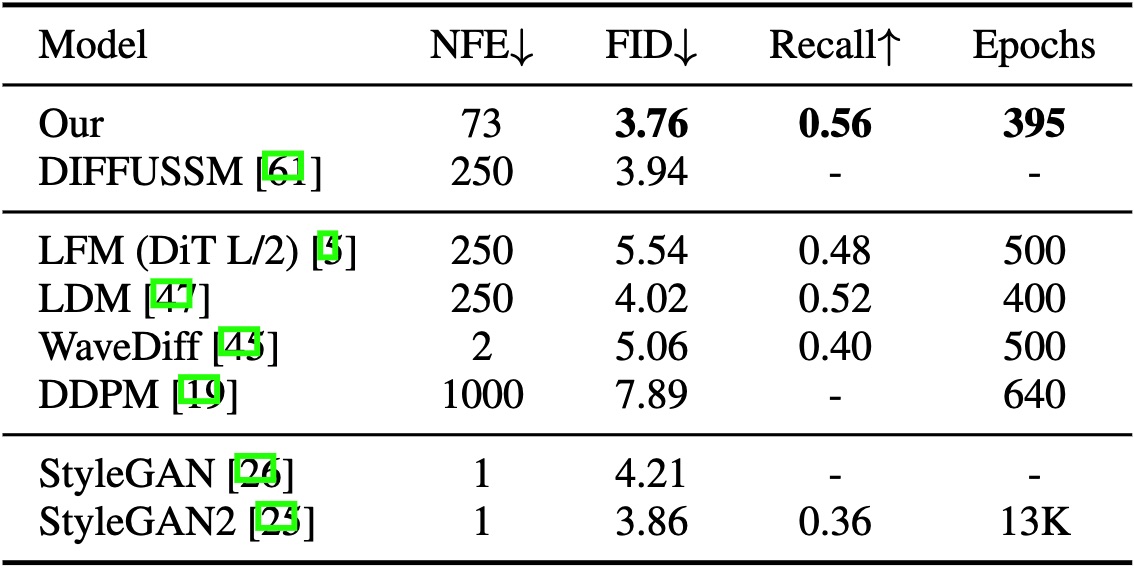 Model NFE↓ FID↓ Recall↑ Epochs
Our 73 3.76 0.56 395
DIFFUSSM [61] 250 3.94 - -
LFM (DiT L/2) [5] 250 5.54 0.48 500
LDM [47] 250 4.02 0.52 400
WaveDiff [45] 2 5.06 0.40 500
DDPM [19] 1000 7.89 - 640
StyleGAN [26] 1 4.21 - -
StyleGAN2 [25] 1 3.86 0.36 13K